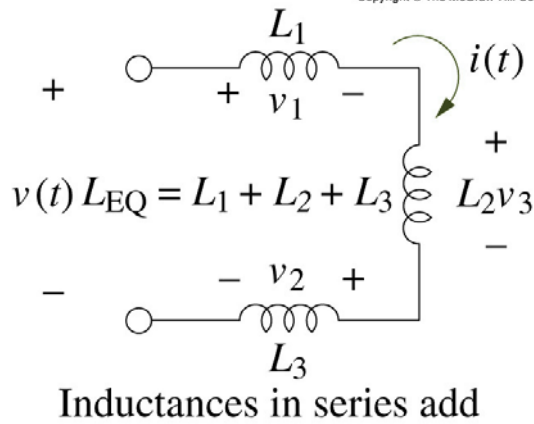 L1
i(t)
+ + v1 −
+
v(t) LEQ = L1 + L2 + L3 L2v3
−
− − v2 +
L3
Inductances in series add